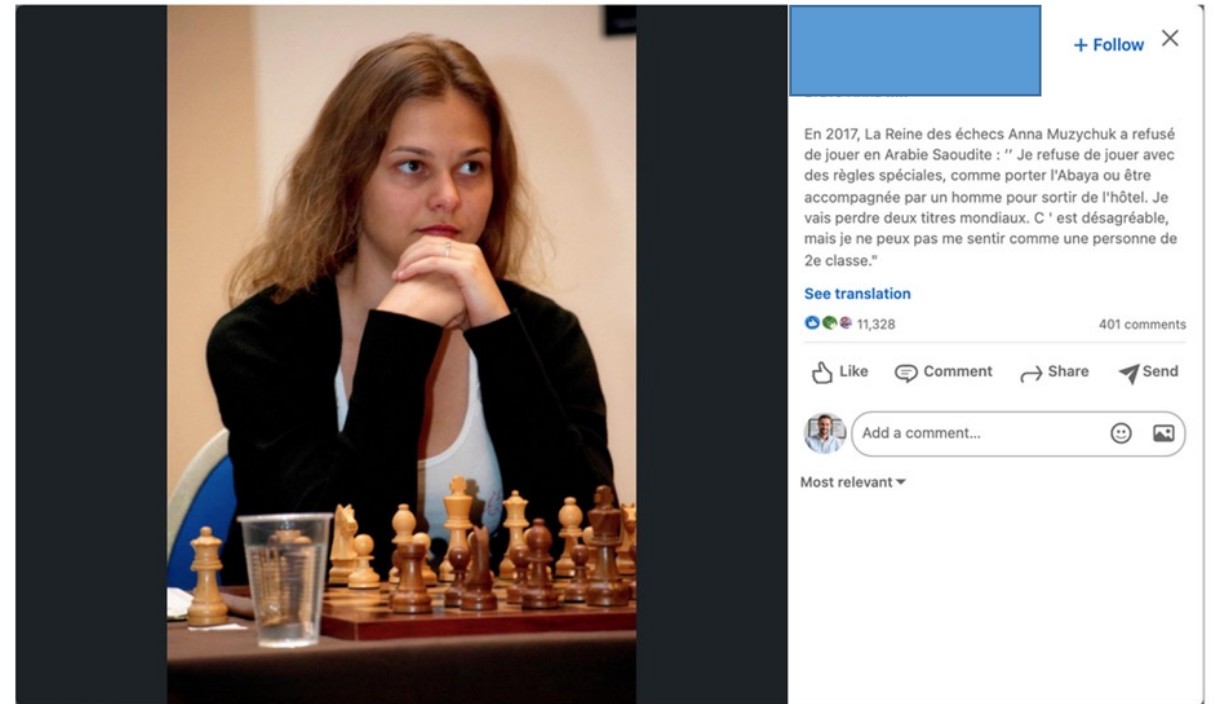 + Follow
En 2017, La Reine des échecs Anna Muzychuk a refusé
de jouer en Arabie Saoudite : ‘’ Je refuse de jouer avec
des règles spéciales, comme porter l'Abaya ou être
accompagnée par un homme pour sortir de l'hôtel. Je
vais perdre deux titres mondiaux. C ' est désagréable,
mais je ne peux pas me sentir comme une personne de
2e classe."
See translation
11,328 401 comments
Like Comment Share Send
Add a comment...
Most relevant